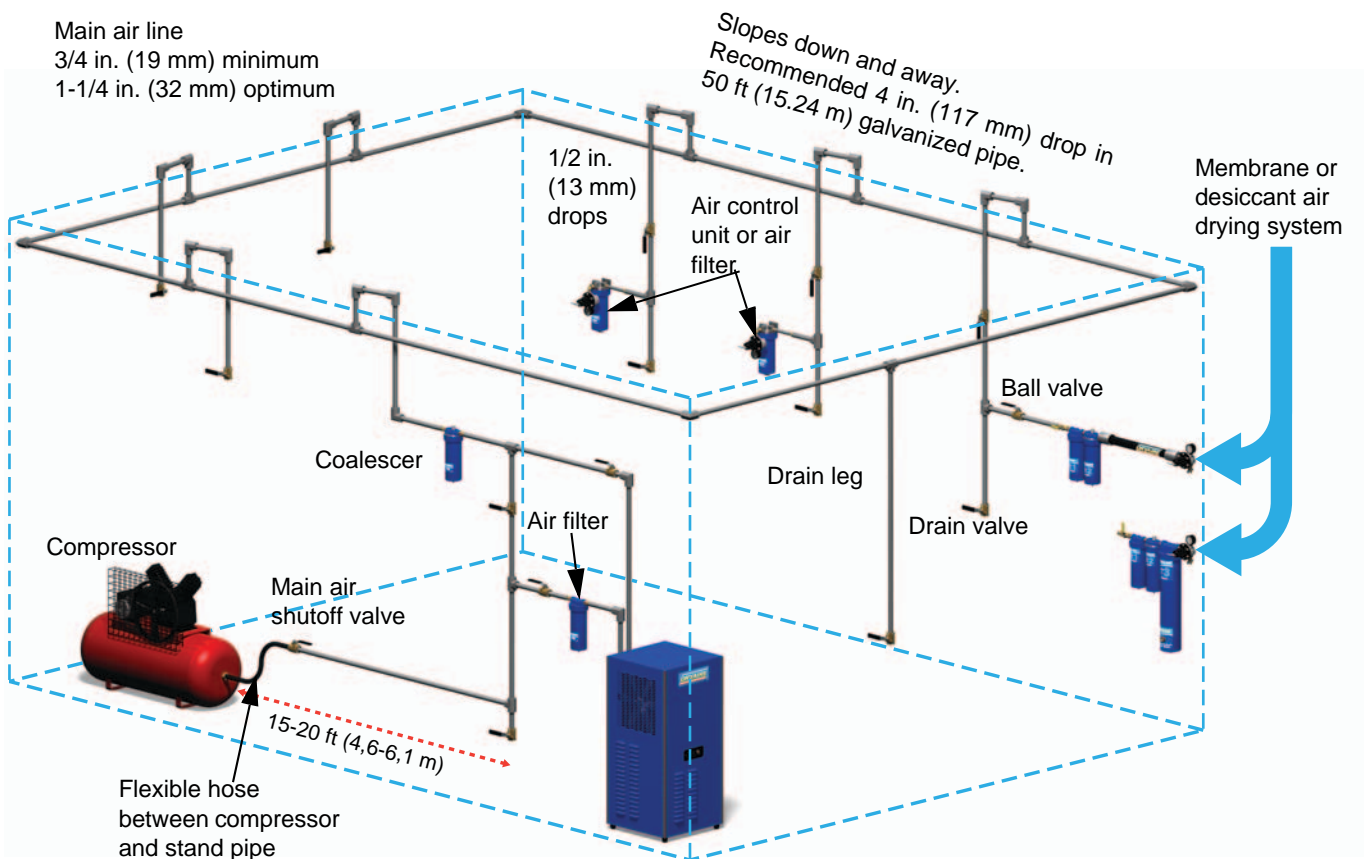 Main air line
3/4 in. (19 mm) minimum
1-1/4 in. (32 mm) optimum
Slopes down and away.
Recommended 4 in. (117 mm) drop in
50 ft (15.24 m) galvanized pipe.
1/2 in.
(13 mm)
drops
Air control
unit or air
filter
Membrane or
desiccant air
drying system
Ball valve
Coalescer
Drain leg
Drain valve
Air filter
Compressor
Main air
shutoff valve
15-20 ft (4,6-6,1 m)
Flexible hose
between compressor
and stand pipe